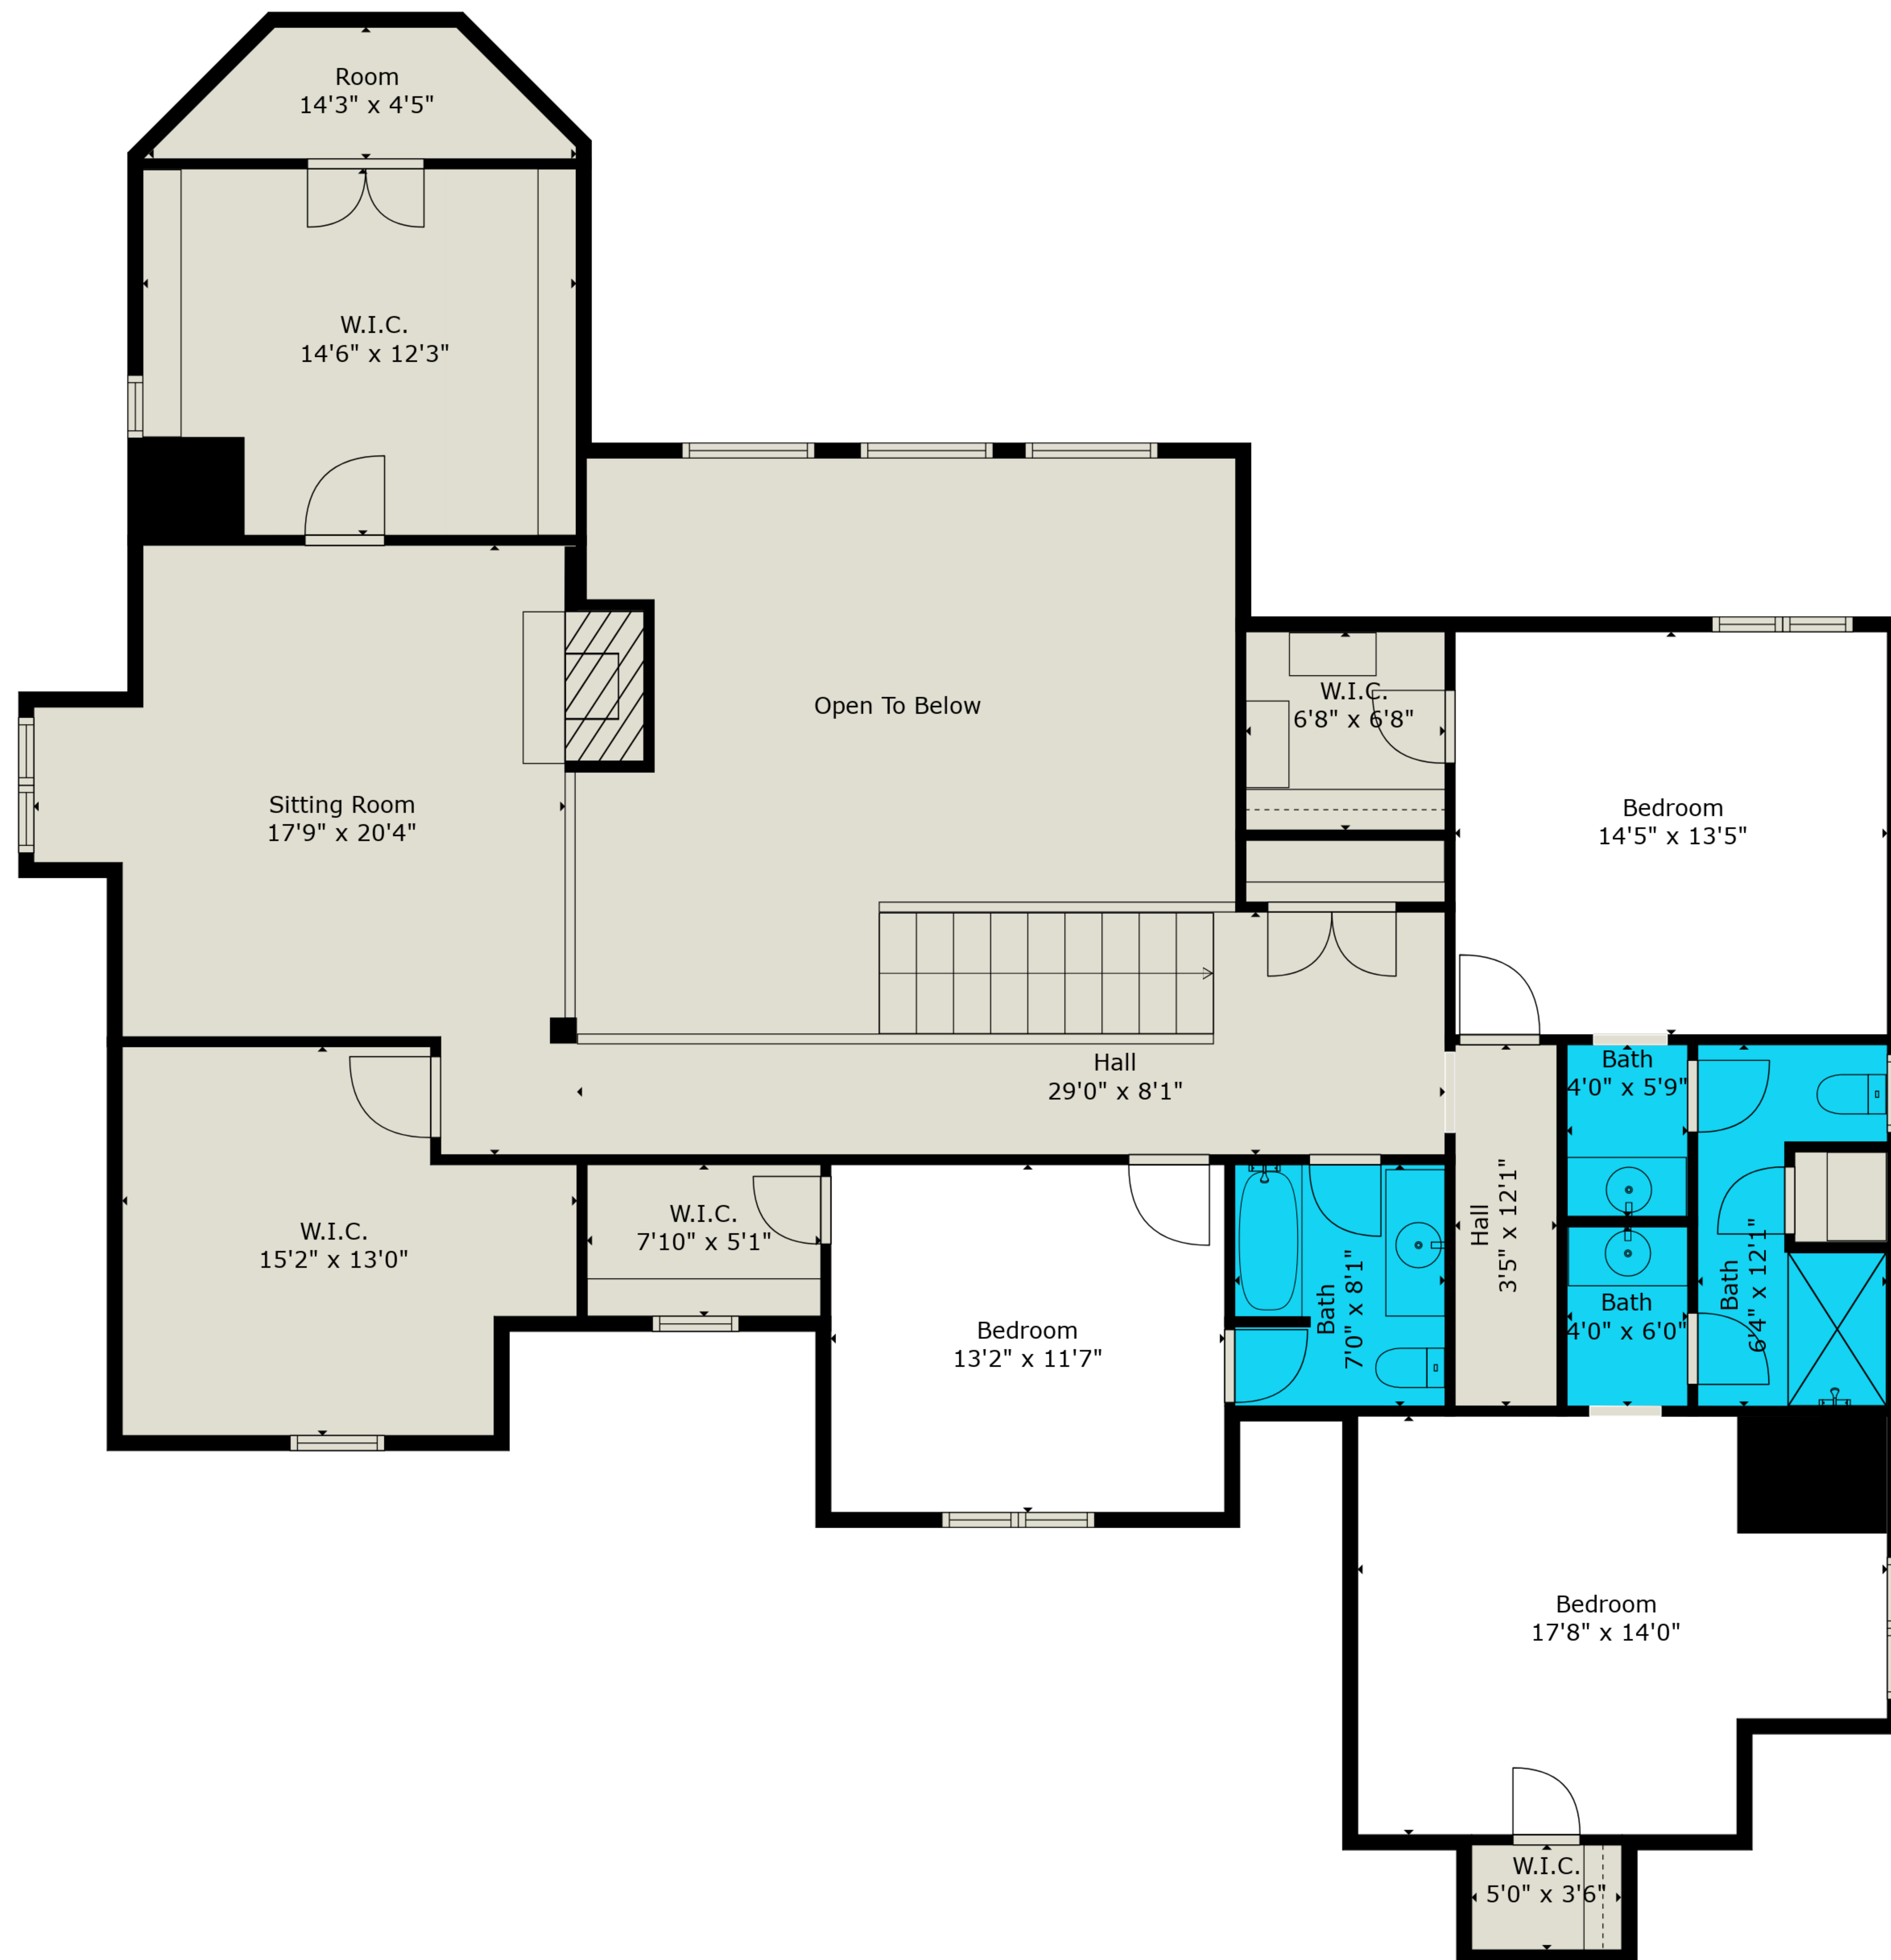 Room
14'3" x 4'5"
W.I.C.
14'6" x 12'3"
Open To Below
W.I.C.
6'8" x 6'8"
Sitting Room
17'9" x 20'4"
Bedroom
14'5" x 13'5"
Hall
29'0" x 8'1"
Bath
4'0" x 5'9"
W.I.C.
15'2" x 13'0"
W.I.C.
7'10" x 5'1"
Hall
3'5" x 12'1"
Bath
7'0" x 8'1"
Bath
4'0" x 6'0"
Bath
6'4" x 12'1"
Bedroom
13'2" x 11'7"
Bedroom
17'8" x 14'0"
W.I.C.
5'0" x 3'6"